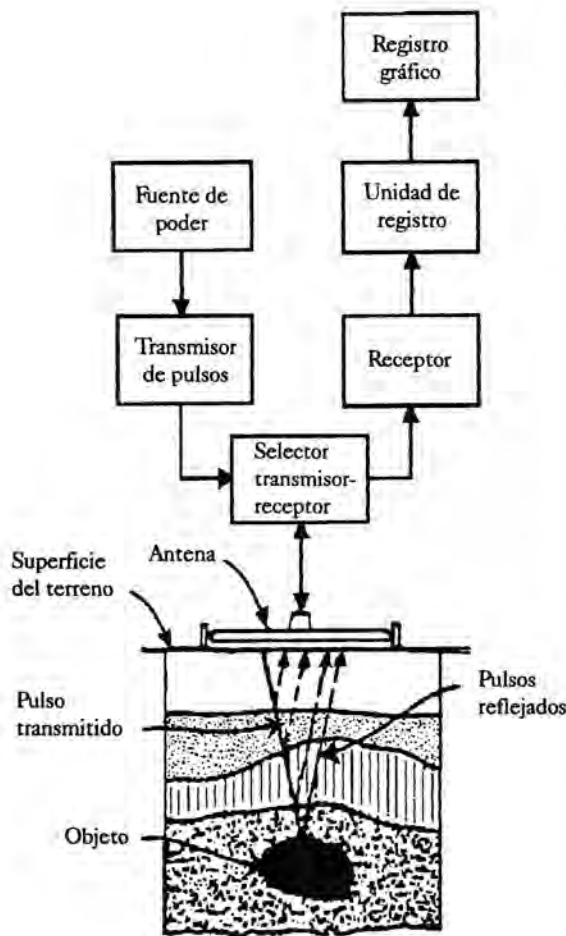 Registro
gráfico
Fuente de
poder
Unidad de
registro
Transmisor
de pulsos
Receptor
Selector
transmisor-
receptor
Superficie
del terreno
Antena
Pulso
transmitido
Pulsos
reflejados
Objeto